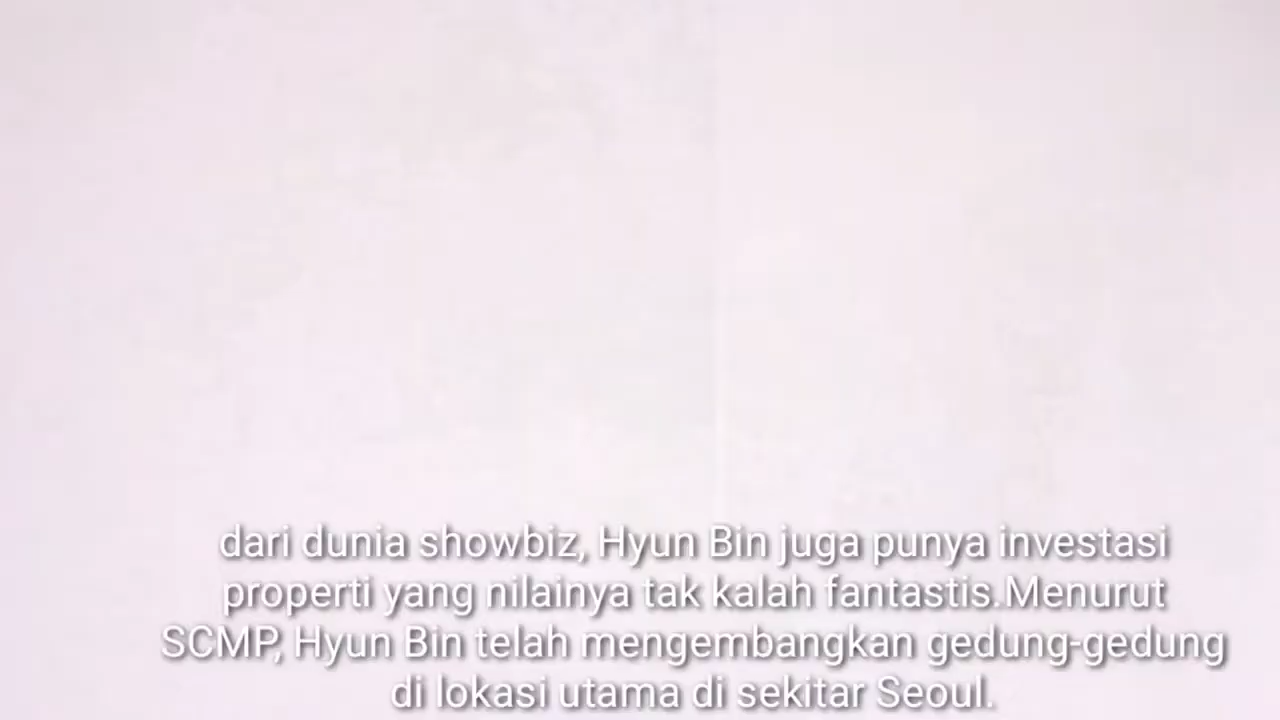 dari dunia showbiz, Hyun Bin juga punya investasi
properti yang nilainya tak kalah fantastis.Menurut
SCMP, Hyun Bin telah mengembangkan gedung-gedung
di lokasi utama di sekitar Seoul.